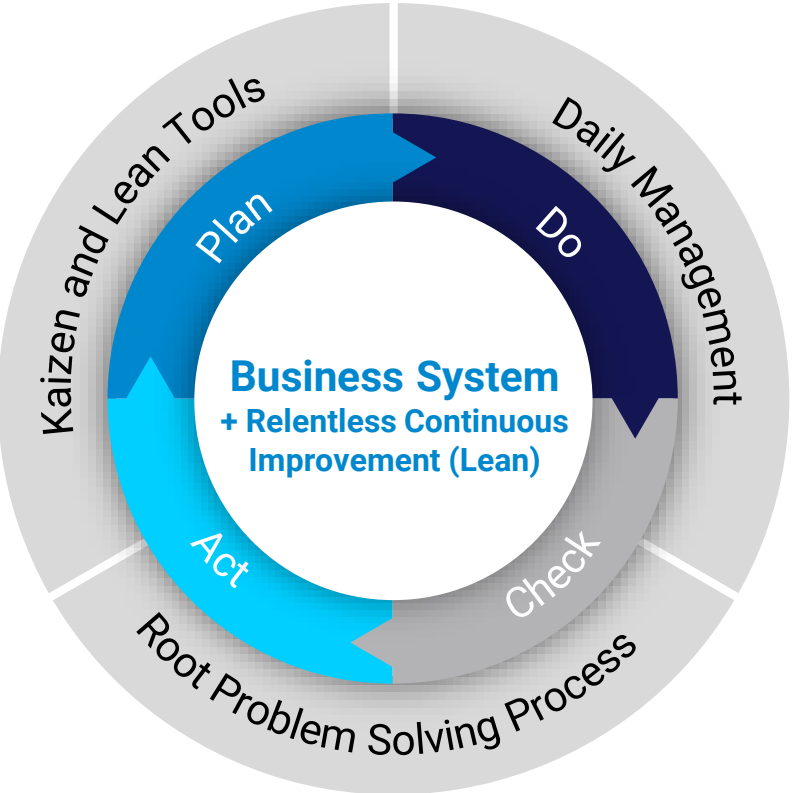 Kaizen and Lean Tools
Daily Management
Plan
Do
Business System
+ Relentless Continuous
Improvement (Lean)
Act
Check
Root Problem Solving Process